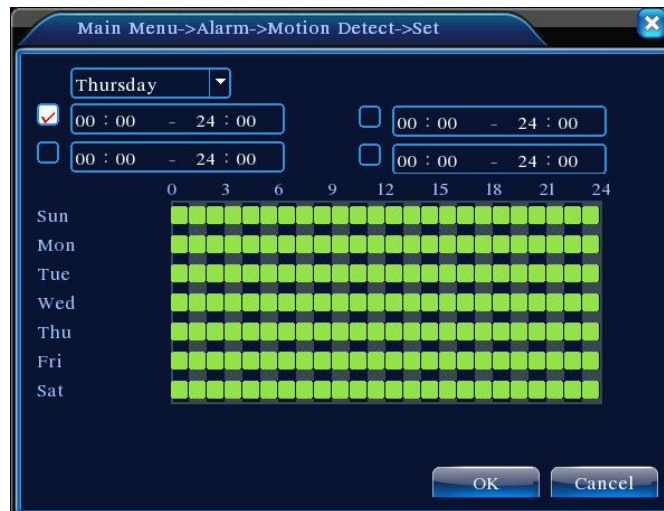 Main Menu->Alarm->Motion Detect->Set
Thursday
00 : 00 - 24 : 00 00 : 00 - 24 : 00
00 : 00 - 24 : 00 00 : 00 - 24 : 00
0 3 6 9 12 15 18 21 24
Sun
Mon
Tue
Wed
Thu
Fri
Sat
OK Cancel